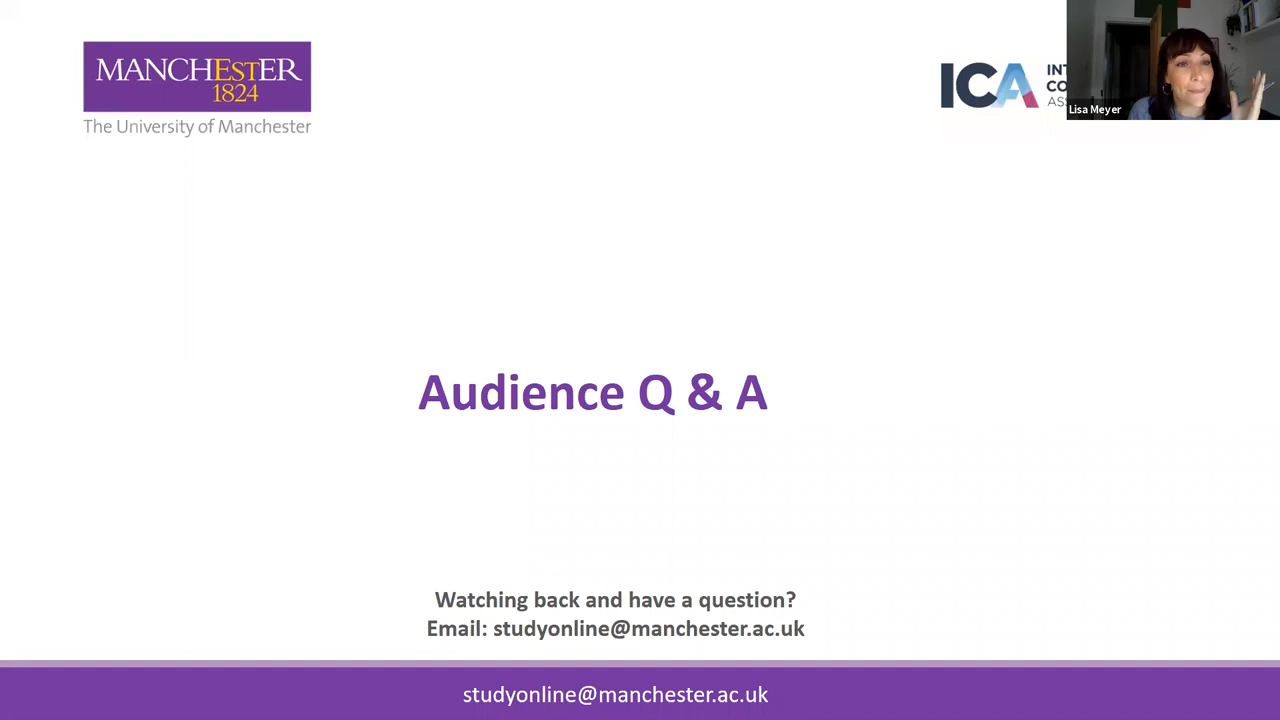 MANCHESTER
1824
The University of Manchester
ICA
Lisa Meyer
Audience Q & A
Watching back and have a question?
Email: studyonline@manchester.ac.uk
studyonline@manchester.ac.uk